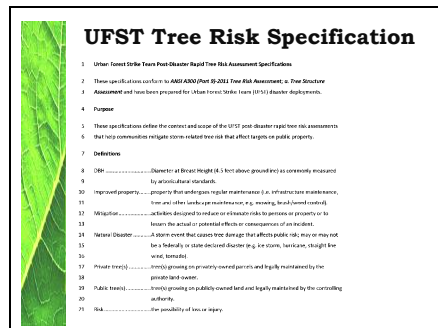 UFST Tree Risk Specification
1 Urban Forest Strike Team Post-Disaster Rapid Tree Risk Assessment Specifications
2 These specifications conform to ANSI A300 (Part 9)-2011 Tree Risk Assessment; a. Tree Structure
3 Assessment and have been prepared for Urban Forest Strike Team (UFST) disaster deployments.
4 Purpose
5 These specifications define the context and scope of the UFST post-disaster rapid tree risk assessments
6 that help communities mitigate storm-related tree risk that affect targets on public property.
7 Definitions
8 DBH ........................Diameter at Breast Height (4.5 feet above groundline) as commonly measured
9 by arboricultural standards.
10 Improved property........property that undergoes regular maintenance (i.e. infrastructure maintenance,
11 tree and other landscape maintenance, e.g. mowing, brush/weed control).
12 Mitigation..................activities designed to reduce or eliminate risks to persons or property or to
13 lessen the actual or potential effects or consequences of an incident.
14 Natural Disaster ..........A storm event that causes tree damage that affects public risk; may or may not
15 be a federally or state declared disaster (e.g. ice storm, hurricane, straight line
16 wind, tornado).
17 Private tree(s)..............tree(s) growing on privately-owned parcels and legally maintained by the
18 private land-owner.
19 Public tree(s)...............tree(s) growing on publicly-owned land and legally maintained by the controlling
20 authority.
21 Risk...........................the possibility of loss or injury.